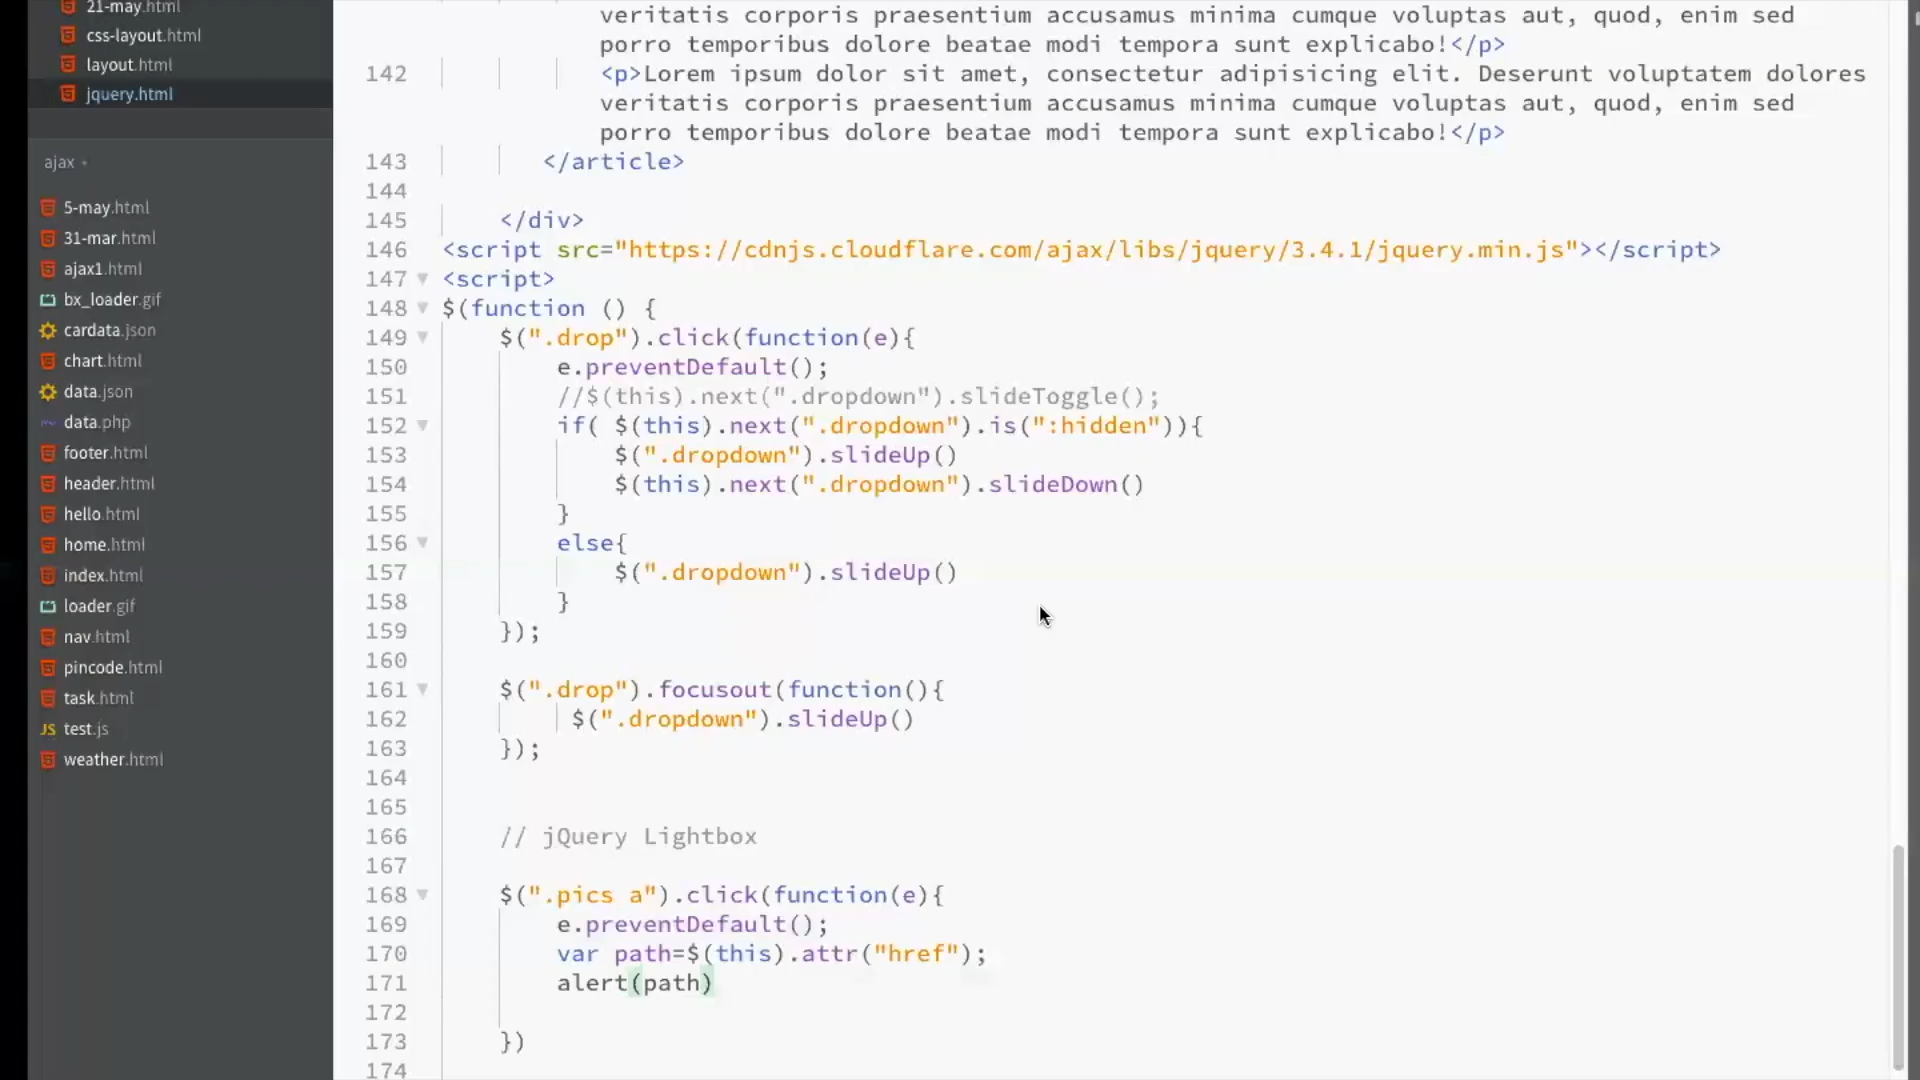 21-may.html
css-layout.html
layout.html
jquery.html
ajax
5-may.html
31-mar.html
ajax1.html
bx_loader.gif
cardata.json
chart.html
data.json
data.php
footer.html
header.html
hello.html
home.html
index.html
loader.gif
nav.html
pincode.html
task.html
JS test.js
weather.html
veritatis corporis praesentium accusamus minima cumque voluptas aut, quod, enim sed
porro temporibus dolore beatae modi tempora sunt explicabo!</p>
142 <p>Lorem ipsum dolor sit amet, consectetur adipisicing elit. Deserunt voluptatem dolores
veritatis corporis praesentium accusamus minima cumque voluptas aut, quod, enim sed
porro temporibus dolore beatae modi tempora sunt explicabo!</p>
143 </article>
144
145 </div>
146 <script src="https://cdnjs.cloudflare.com/ajax/libs/jquery/3.4.1/jquery.min.js"></script>
147 <script>
148 $(function () {
149 $(".drop").click(function(e){
150 e.preventDefault();
151 //$(this).next(".dropdown").slideToggle();
152 if( $(this).next(".dropdown").is(":hidden")){
153 $(".dropdown").slideUp()
154 $(this).next(".dropdown").slideDown()
155 }
156 else{
157 $(".dropdown").slideUp()
158 }
159 });
160
161 $(".drop").focusout(function(){
162 $(".dropdown").slideUp()
163 });
164
165
166 // jQuery Lightbox
167
168 $(".pics a").click(function(e){
169 e.preventDefault();
170 var path=$(this).attr("href");
171 alert(path)
172
173 })
174